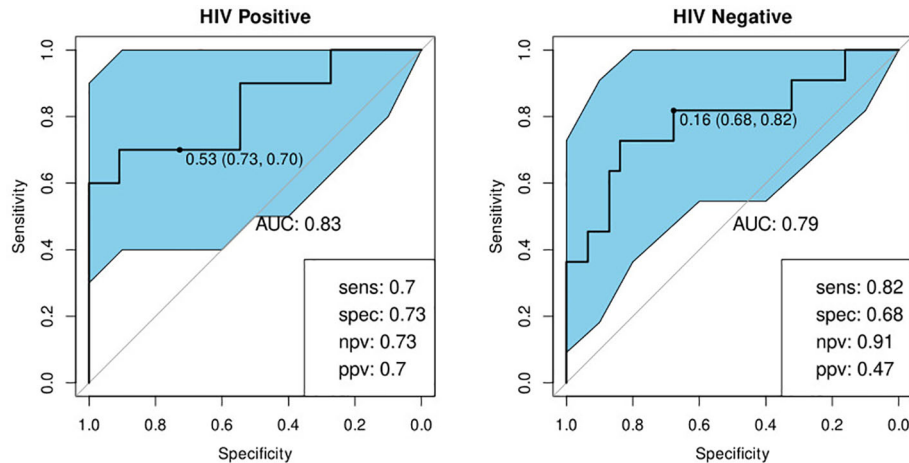 HIV Positive
Sensitivity
1.0
0.8
0.6
0.4
0.2
0.0
0.53 (0.73, 0.70)
AUC: 0.83
sens: 0.7
spec: 0.73
npv: 0.73
ppv: 0.7
1.0 0.8 0.6 0.4 0.2 0.0
Specificity
HIV Negative
Sensitivity
1.0
0.8
0.6
0.4
0.2
0.0
0.16 (0.68, 0.82)
AUC: 0.79
sens: 0.82
spec: 0.68
npv: 0.91
ppv: 0.47
1.0 0.8 0.6 0.4 0.2 0.0
Specificity